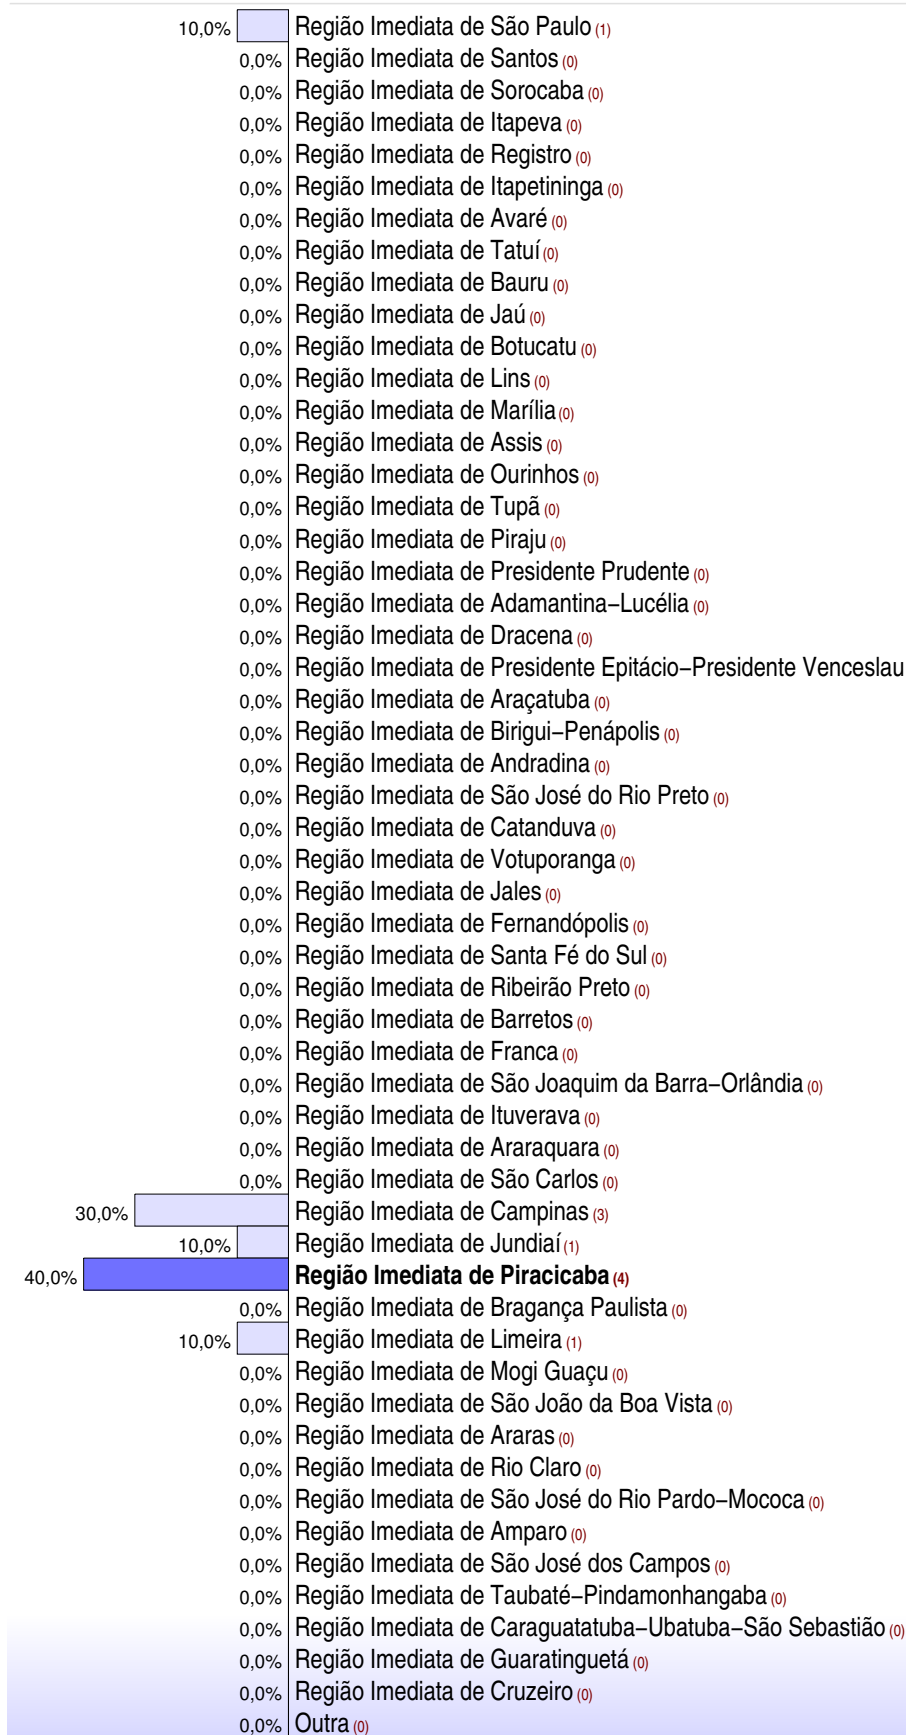 10,0% Região Imediata de São Paulo (1)
0,0% Região Imediata de Santos (0)
0,0% Região Imediata de Sorocaba (0)
0,0% Região Imediata de Itapeva (0)
0,0% Região Imediata de Registro (0)
0,0% Região Imediata de Itapetininga (0)
0,0% Região Imediata de Avaré (0)
0,0% Região Imediata de Tatuí (0)
0,0% Região Imediata de Bauru (0)
0,0% Região Imediata de Jaú (0)
0,0% Região Imediata de Botucatu (0)
0,0% Região Imediata de Lins (0)
0,0% Região Imediata de Marília (0)
0,0% Região Imediata de Assis (0)
0,0% Região Imediata de Ourinhos (0)
0,0% Região Imediata de Tupã (0)
0,0% Região Imediata de Piraju (0)
0,0% Região Imediata de Presidente Prudente (0)
0,0% Região Imediata de Adamantina–Lucélia (0)
0,0% Região Imediata de Dracena (0)
0,0% Região Imediata de Presidente Epitácio–Presidente Venceslau
0,0% Região Imediata de Araçatuba (0)
0,0% Região Imediata de Birigui–Penápolis (0)
0,0% Região Imediata de Andradina (0)
0,0% Região Imediata de São José do Rio Preto (0)
0,0% Região Imediata de Catanduva (0)
0,0% Região Imediata de Votuporanga (0)
0,0% Região Imediata de Jales (0)
0,0% Região Imediata de Fernandópolis (0)
0,0% Região Imediata de Santa Fé do Sul (0)
0,0% Região Imediata de Ribeirão Preto (0)
0,0% Região Imediata de Barretos (0)
0,0% Região Imediata de Franca (0)
0,0% Região Imediata de São Joaquim da Barra–Orlândia (0)
0,0% Região Imediata de Ituverava (0)
0,0% Região Imediata de Araraquara (0)
0,0% Região Imediata de São Carlos (0)
30,0% Região Imediata de Campinas (3)
10,0% Região Imediata de Jundiaí (1)
40,0% Região Imediata de Piracicaba (4)
0,0% Região Imediata de Bragança Paulista (0)
10,0% Região Imediata de Limeira (1)
0,0% Região Imediata de Mogi Guaçu (0)
0,0% Região Imediata de São João da Boa Vista (0)
0,0% Região Imediata de Araras (0)
0,0% Região Imediata de Rio Claro (0)
0,0% Região Imediata de São José do Rio Pardo–Mococa (0)
0,0% Região Imediata de Amparo (0)
0,0% Região Imediata de São José dos Campos (0)
0,0% Região Imediata de Taubaté–Pindamonhangaba (0)
0,0% Região Imediata de Caraguatatuba–Ubatuba–São Sebastião (0)
0,0% Região Imediata de Guaratinguetá (0)
0,0% Região Imediata de Cruzeiro (0)
0,0% Outra (0)